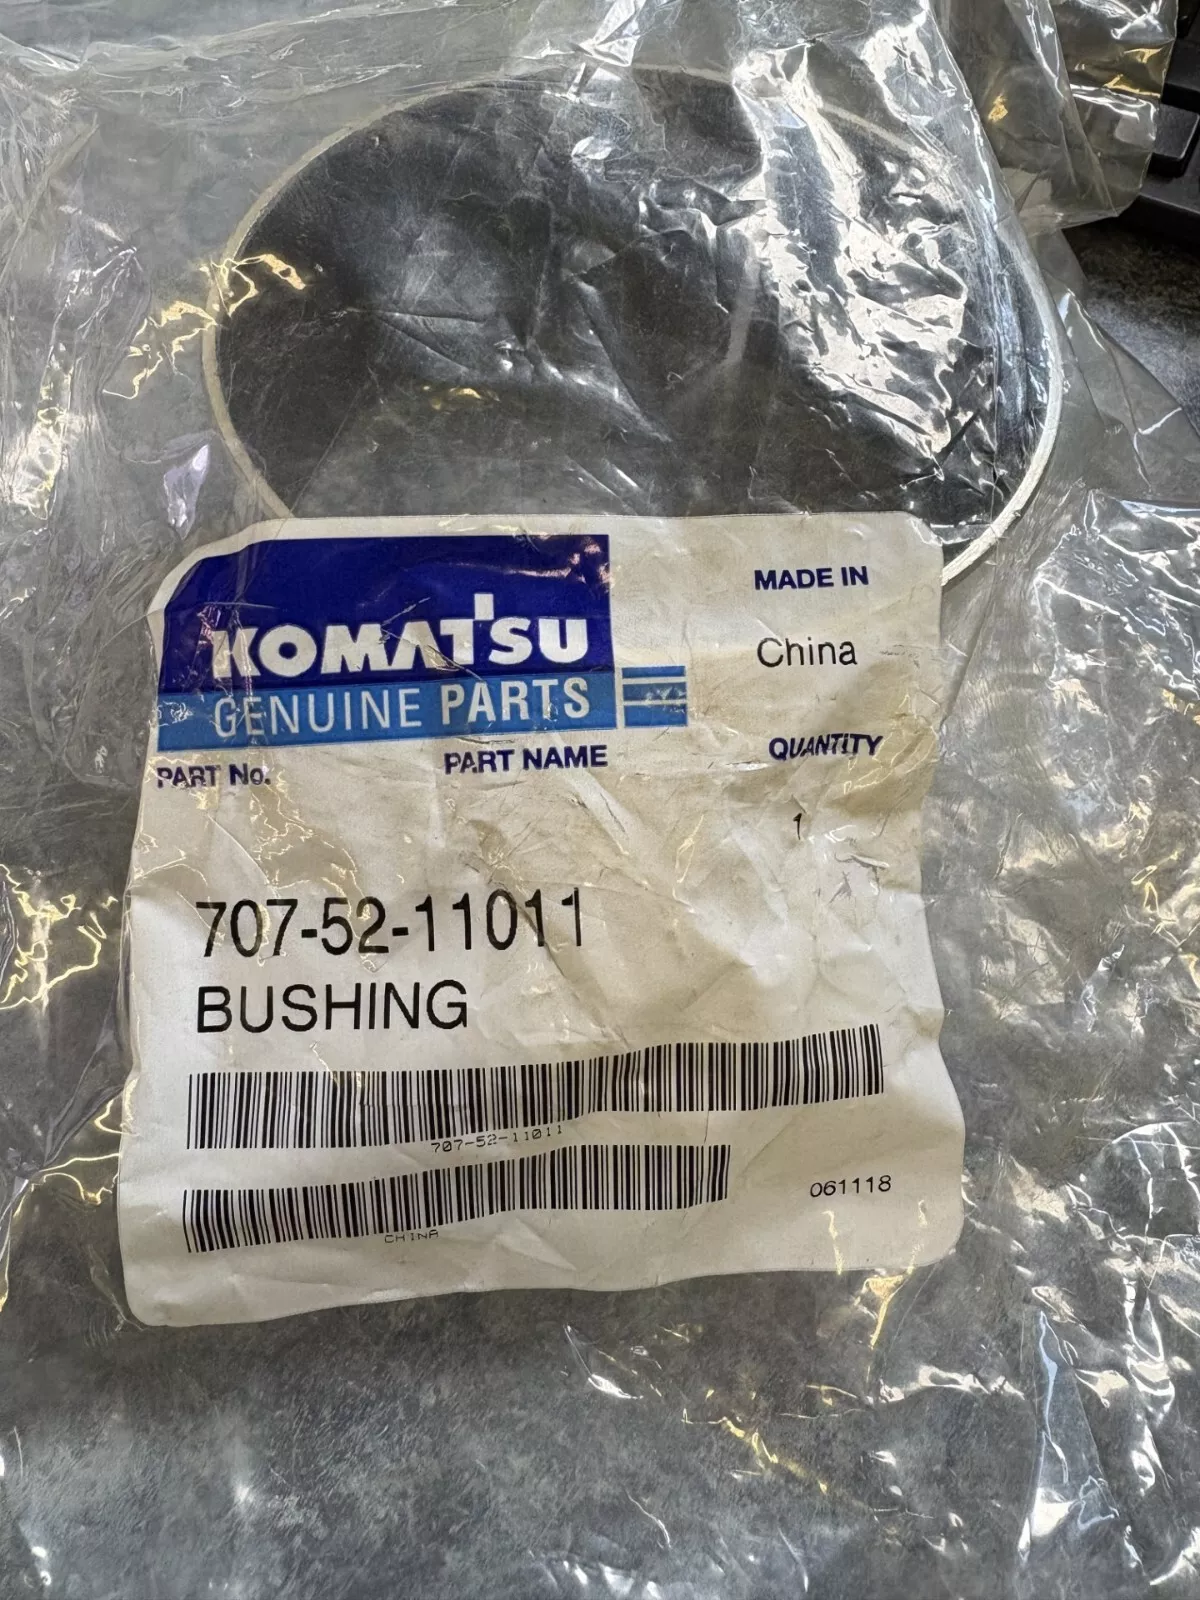 KOMATSU
GENUINE PARTS
MADE IN
China
PART No.
PART NAME
QUANTITY
1
707-52-11011
BUSHING
707-52-11011
CHINA
061118